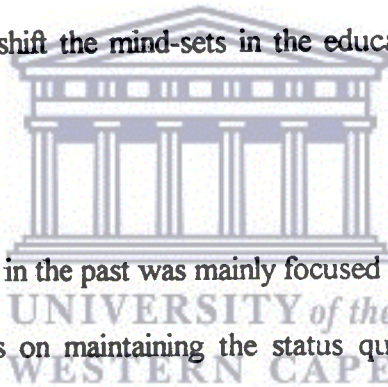 shift the mind-sets in the educa
in the past was mainly focused
UNIVERSITY of the
s on maintaining the status qu
WESTERN CAPE